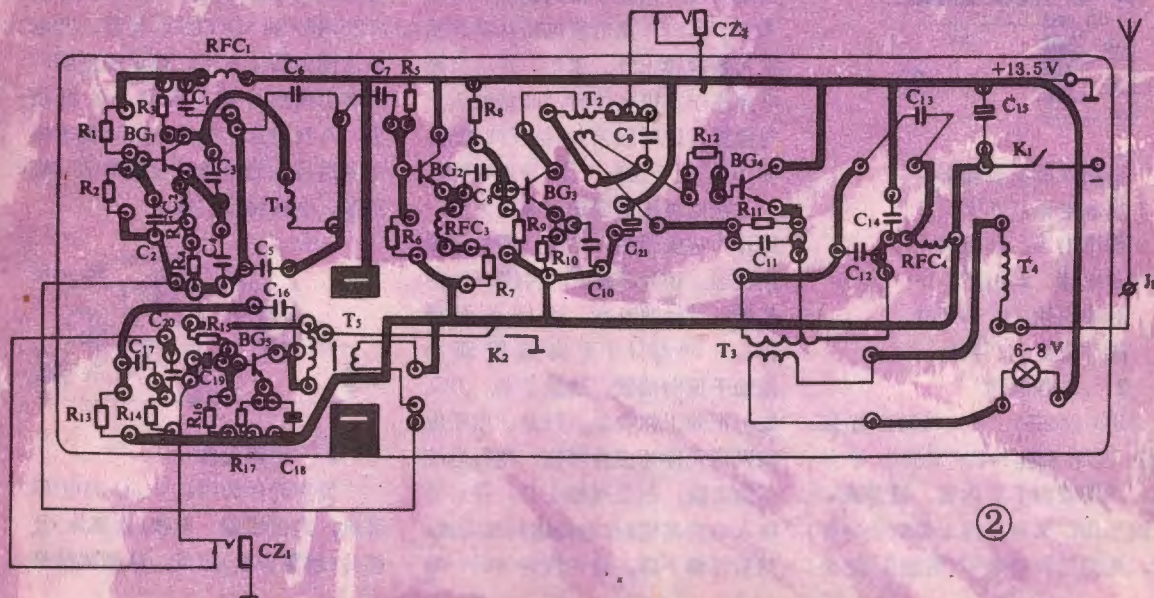 CZ₂
RFC₁
C₆
C₇
R₅
+13.5V
R₃
C₁
R₈
T₂
C₁₃
C₁₅
R₁
BG₁
C₉
R₁₂
BG₄
K₁
BG₂
C₃
C₈
BG₃
R₂
T₁
R₁₁
C₁₄
RFC₃
R₉
C₂₁
C₂
R₄
C₅
R₆
R₁₀
C₁₁
C₁₂
RFC₄
T₄
R₇
C₁₀
J₁
C₁₆
C₂₀
R₁₅
T₅
BG₅
K₂
T₃
6~8V
C₁₇
C₁₉
R₁₃
R₁₄
R₁₆
R₁₇
C₁₈
②
CZ₁